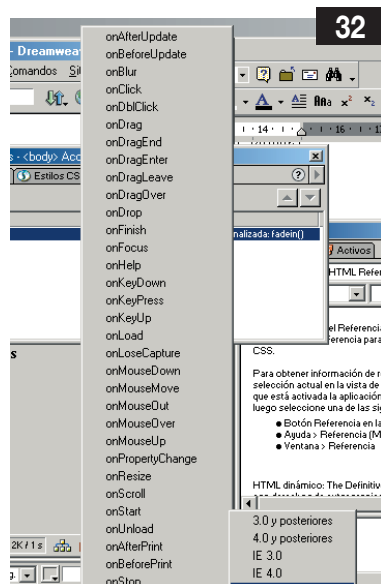 32
- Dreamwea
Comandos
onAfterUpdate
onBeforeUpdate
onBlur
onClick
onDblClick
onDrag
onDragEnd
onDragEnter
onDragLeave
onDragOver
onDrop
onFinish
onFocus
onHelp
onKeyDown
onKeyPress
onKeyUp
onLoad
onLoseCapture
onMouseDown
onMouseMove
onMouseOut
onMouseOver
onMouseUp
onPropertyChange
onResize
onScroll
onStart
onUnload
onAfterPrint
onBeforePrint
onStop
s - <body> Acc
Estilos CS
nalizada: fadein()
Activos
HTML Refe
el Referenci
ferencia para
CSS.
Para obtener información de r
selección actual en la vista de
que está activada la aplicación
luego seleccione una de las si
● Botón Referencia en la
● Ayuda > Referencia (M
● Ventana > Referencia
HTML dinámico: The Definitiv
2K / 1 s
3.0 y posteriores
4.0 y posteriores
IE 3.0
IE 4.0